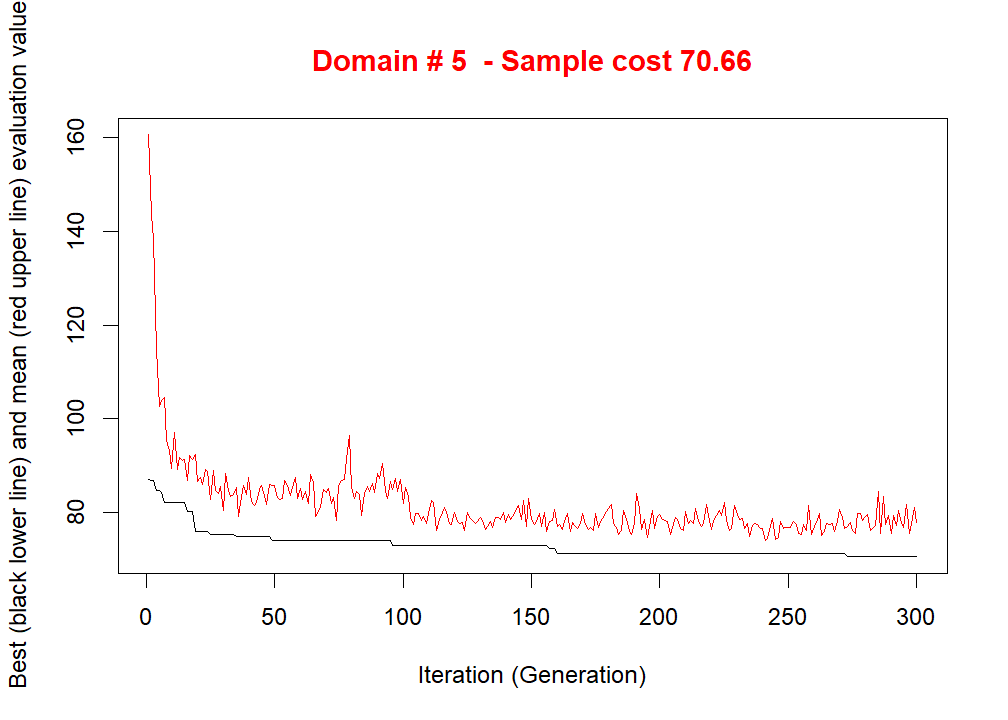 Domain # 5  - Sample cost 70.66
Best (black lower line) and mean (red upper line) evaluation value
160
140
120
100
80
0 50 100 150 200 250 300
Iteration (Generation)